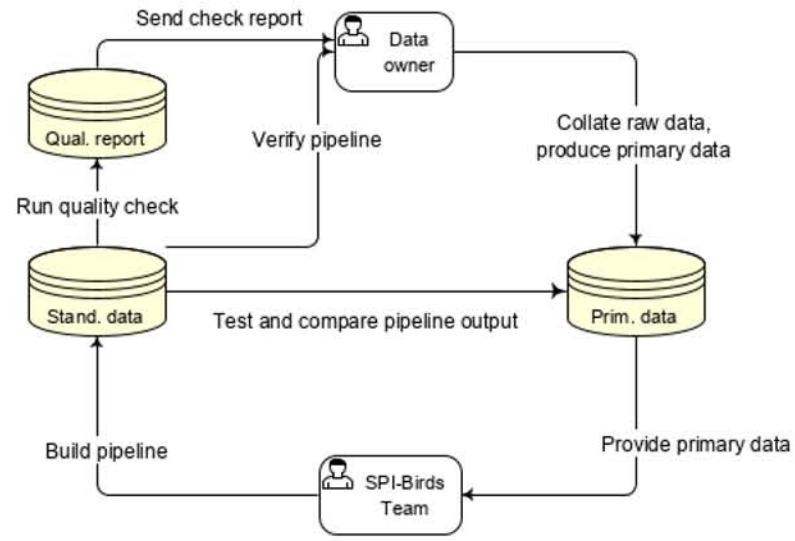 Send check report
Data
owner
Qual. report
Verify pipeline
Collate raw data,
produce primary data
Run quality check
Stand. data
Prim. data
Test and compare pipeline output
Build pipeline
Provide primary data
SPI-Birds
Team